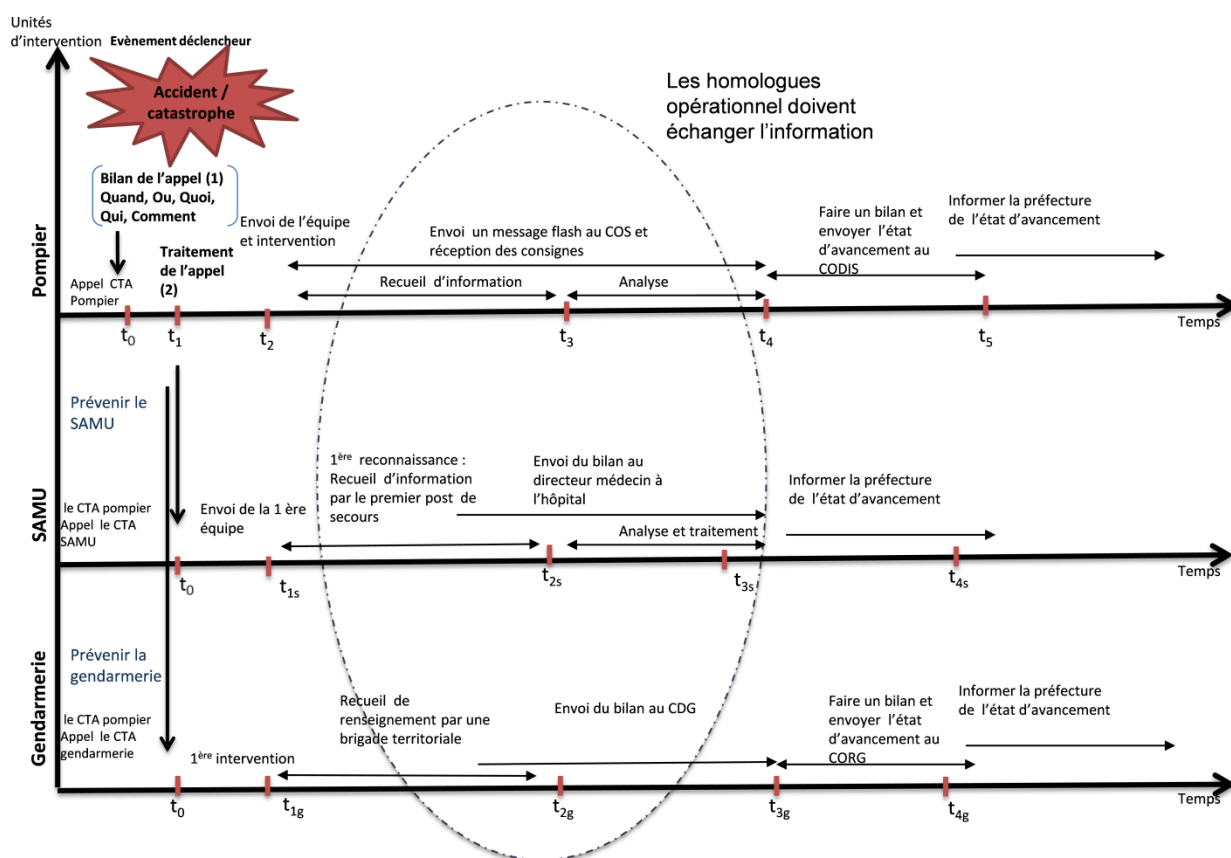 Unités
d'intervention
Evènement déclencheur
Accident /
catastrophe
Les homologues
opérationnel doivent
échanger l'information
Bilan de l'appel (1)
Quand, Ou, Quoi,
Qui, Comment
Pompier
Appel CTA
Pompier
Traitement
de l'appel
(2)
Envoi de l'équipe
et intervention
Envoi un message flash au COS et
réception des consignes
Recueil d'information
Analyse
Faire un bilan et
envoyer l'état
d'avancement au
CODIS
Informer la préfecture
de l'état d'avancement
t0
t1
t2
t3
t4
t5
Temps
Prévenir le
SAMU
SAMU
le CTA pompier
Appel le CTA
SAMU
Envoi de la 1 ère
équipe
1ère reconnaissance :
Recueil d'information
par le premier post de
secours
Envoi du bilan au
directeur médecin à
l'hôpital
Analyse et traitement
Informer la préfecture
de l'état d'avancement
t0
t1s
t2s
t3s
t4s
Temps
Prévenir la
gendarmerie
Gendarmerie
le CTA pompier
Appel le CTA
gendarmerie
1ère intervention
Recueil de
renseignement par une
brigade territoriale
Envoi du bilan au CDG
Faire un bilan et
envoyer l'état
d'avancement au
CORG
Informer la préfecture
de l'état d'avancement
t0
t1g
t2g
t3g
t4g
Temps